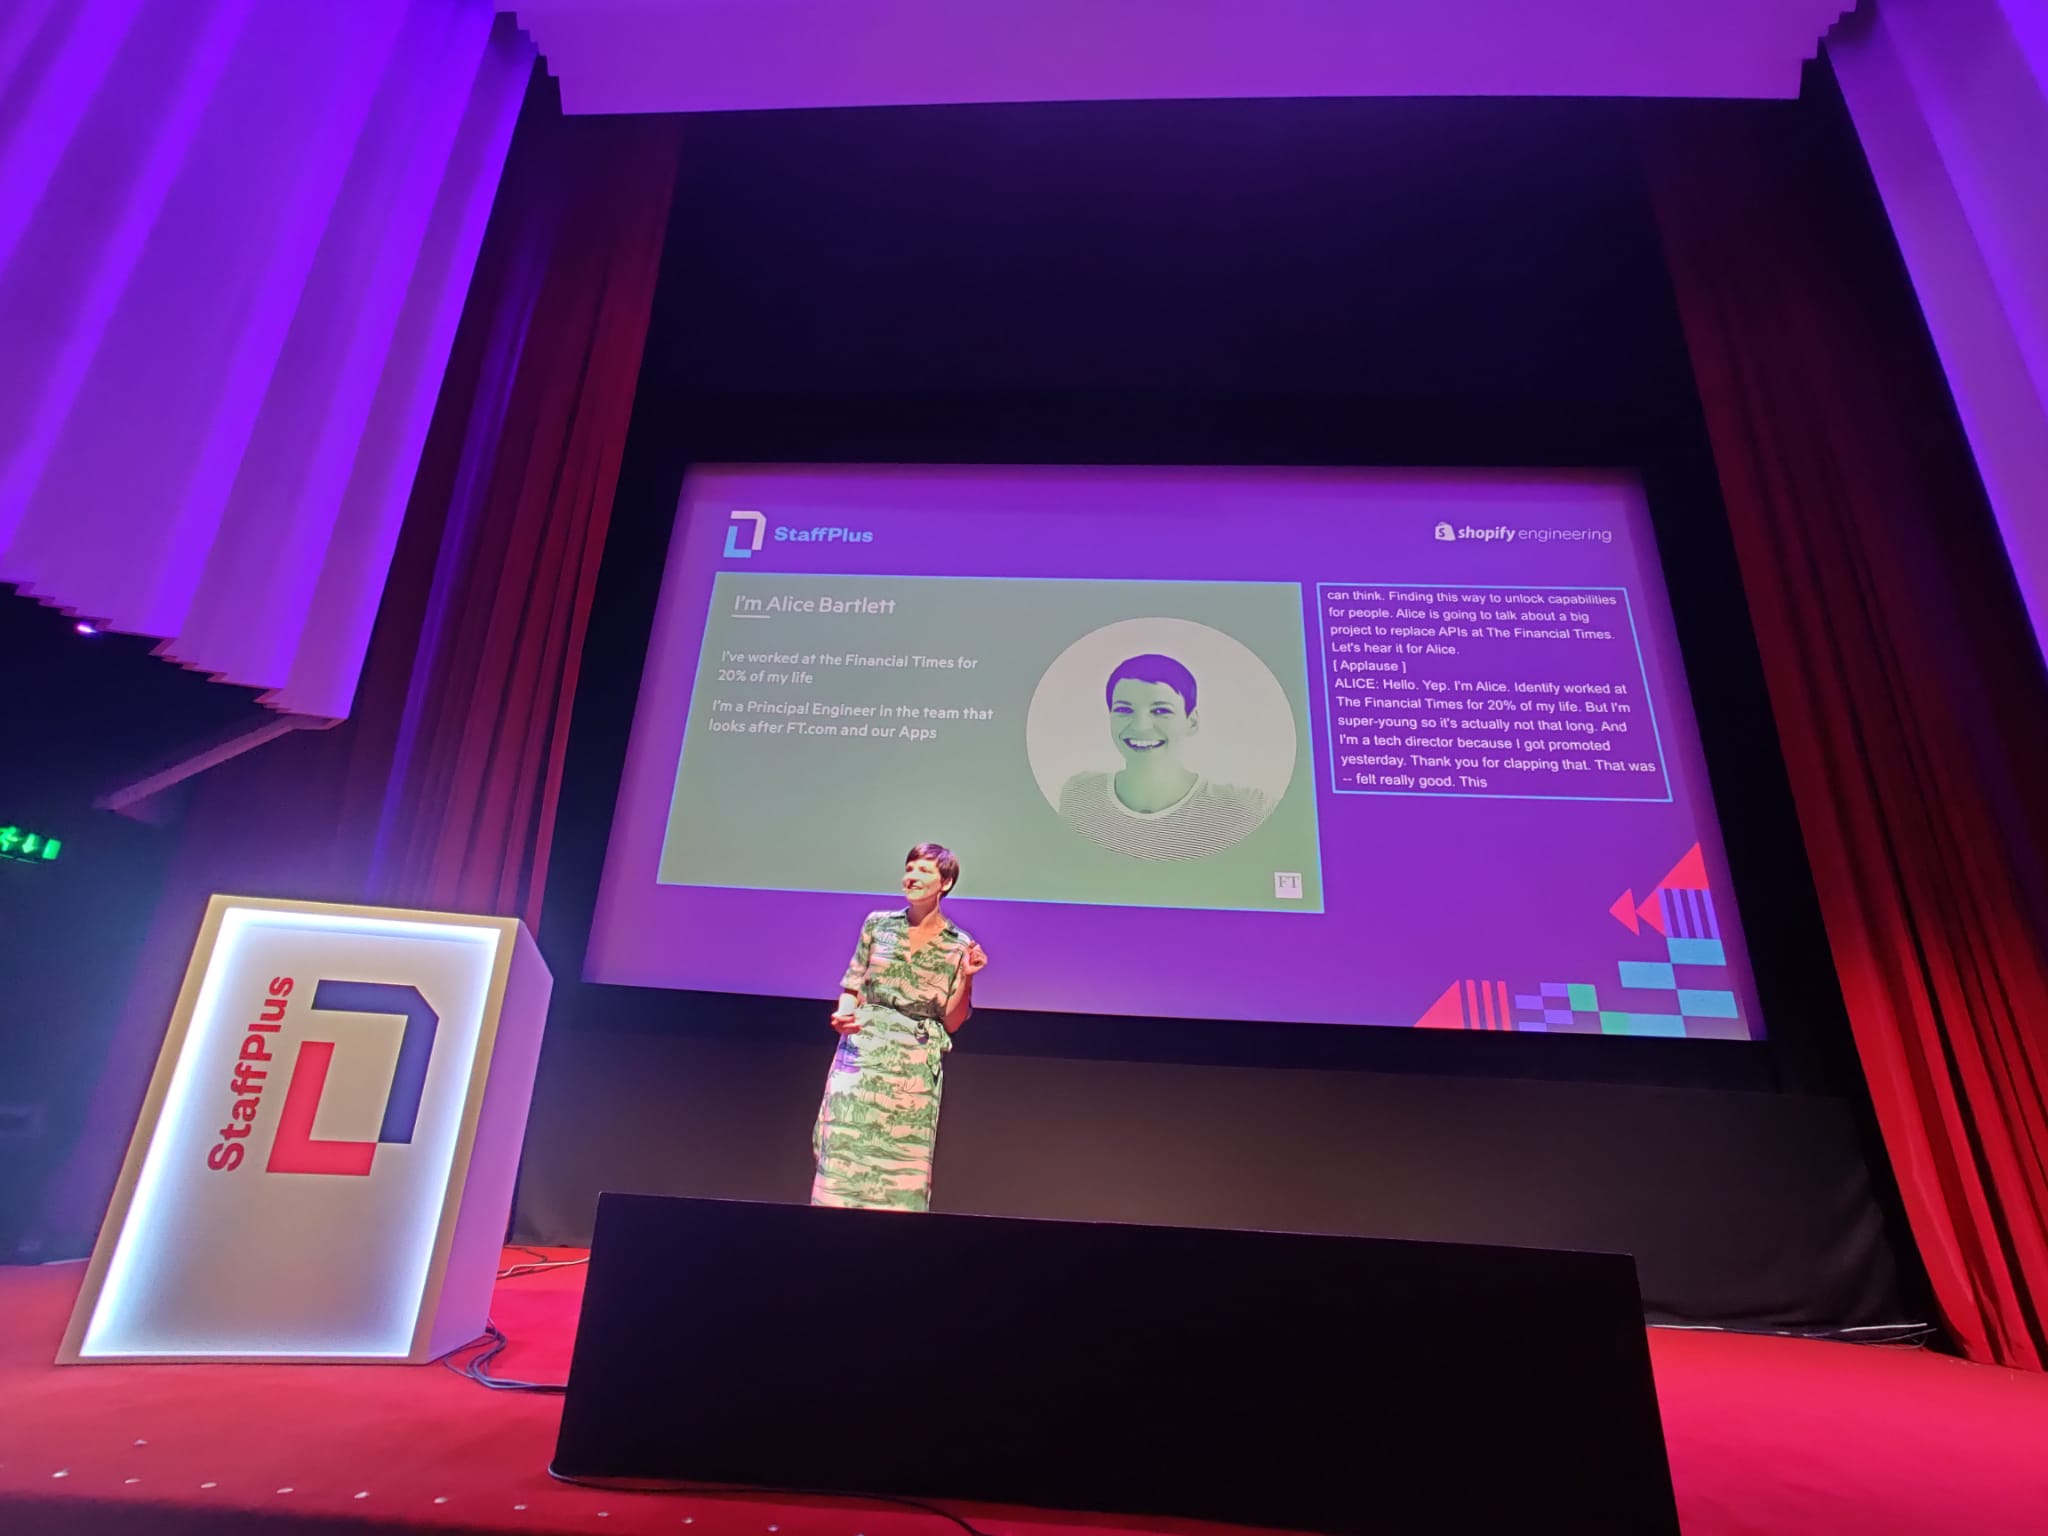 StaffPlus
shopify engineering
I'm Alice Bartlett
I've worked at the Financial Times for
20% of my life
I'm a Principal Engineer in the team that
looks after FT.com and our Apps
FT
can think. Finding this way to unlock capabilities
for people. Alice is going to talk about a big
project to replace APIs at The Financial Times.
Let's hear it for Alice.
[ Applause ]
ALICE: Hello. Yep. I'm Alice. Identify worked at
The Financial Times for 20% of my life. But I'm
super-young so it's actually not that long. And
I'm a tech director because I got promoted
yesterday. Thank you for clapping that. That was
-- felt really good. This
StaffPlus